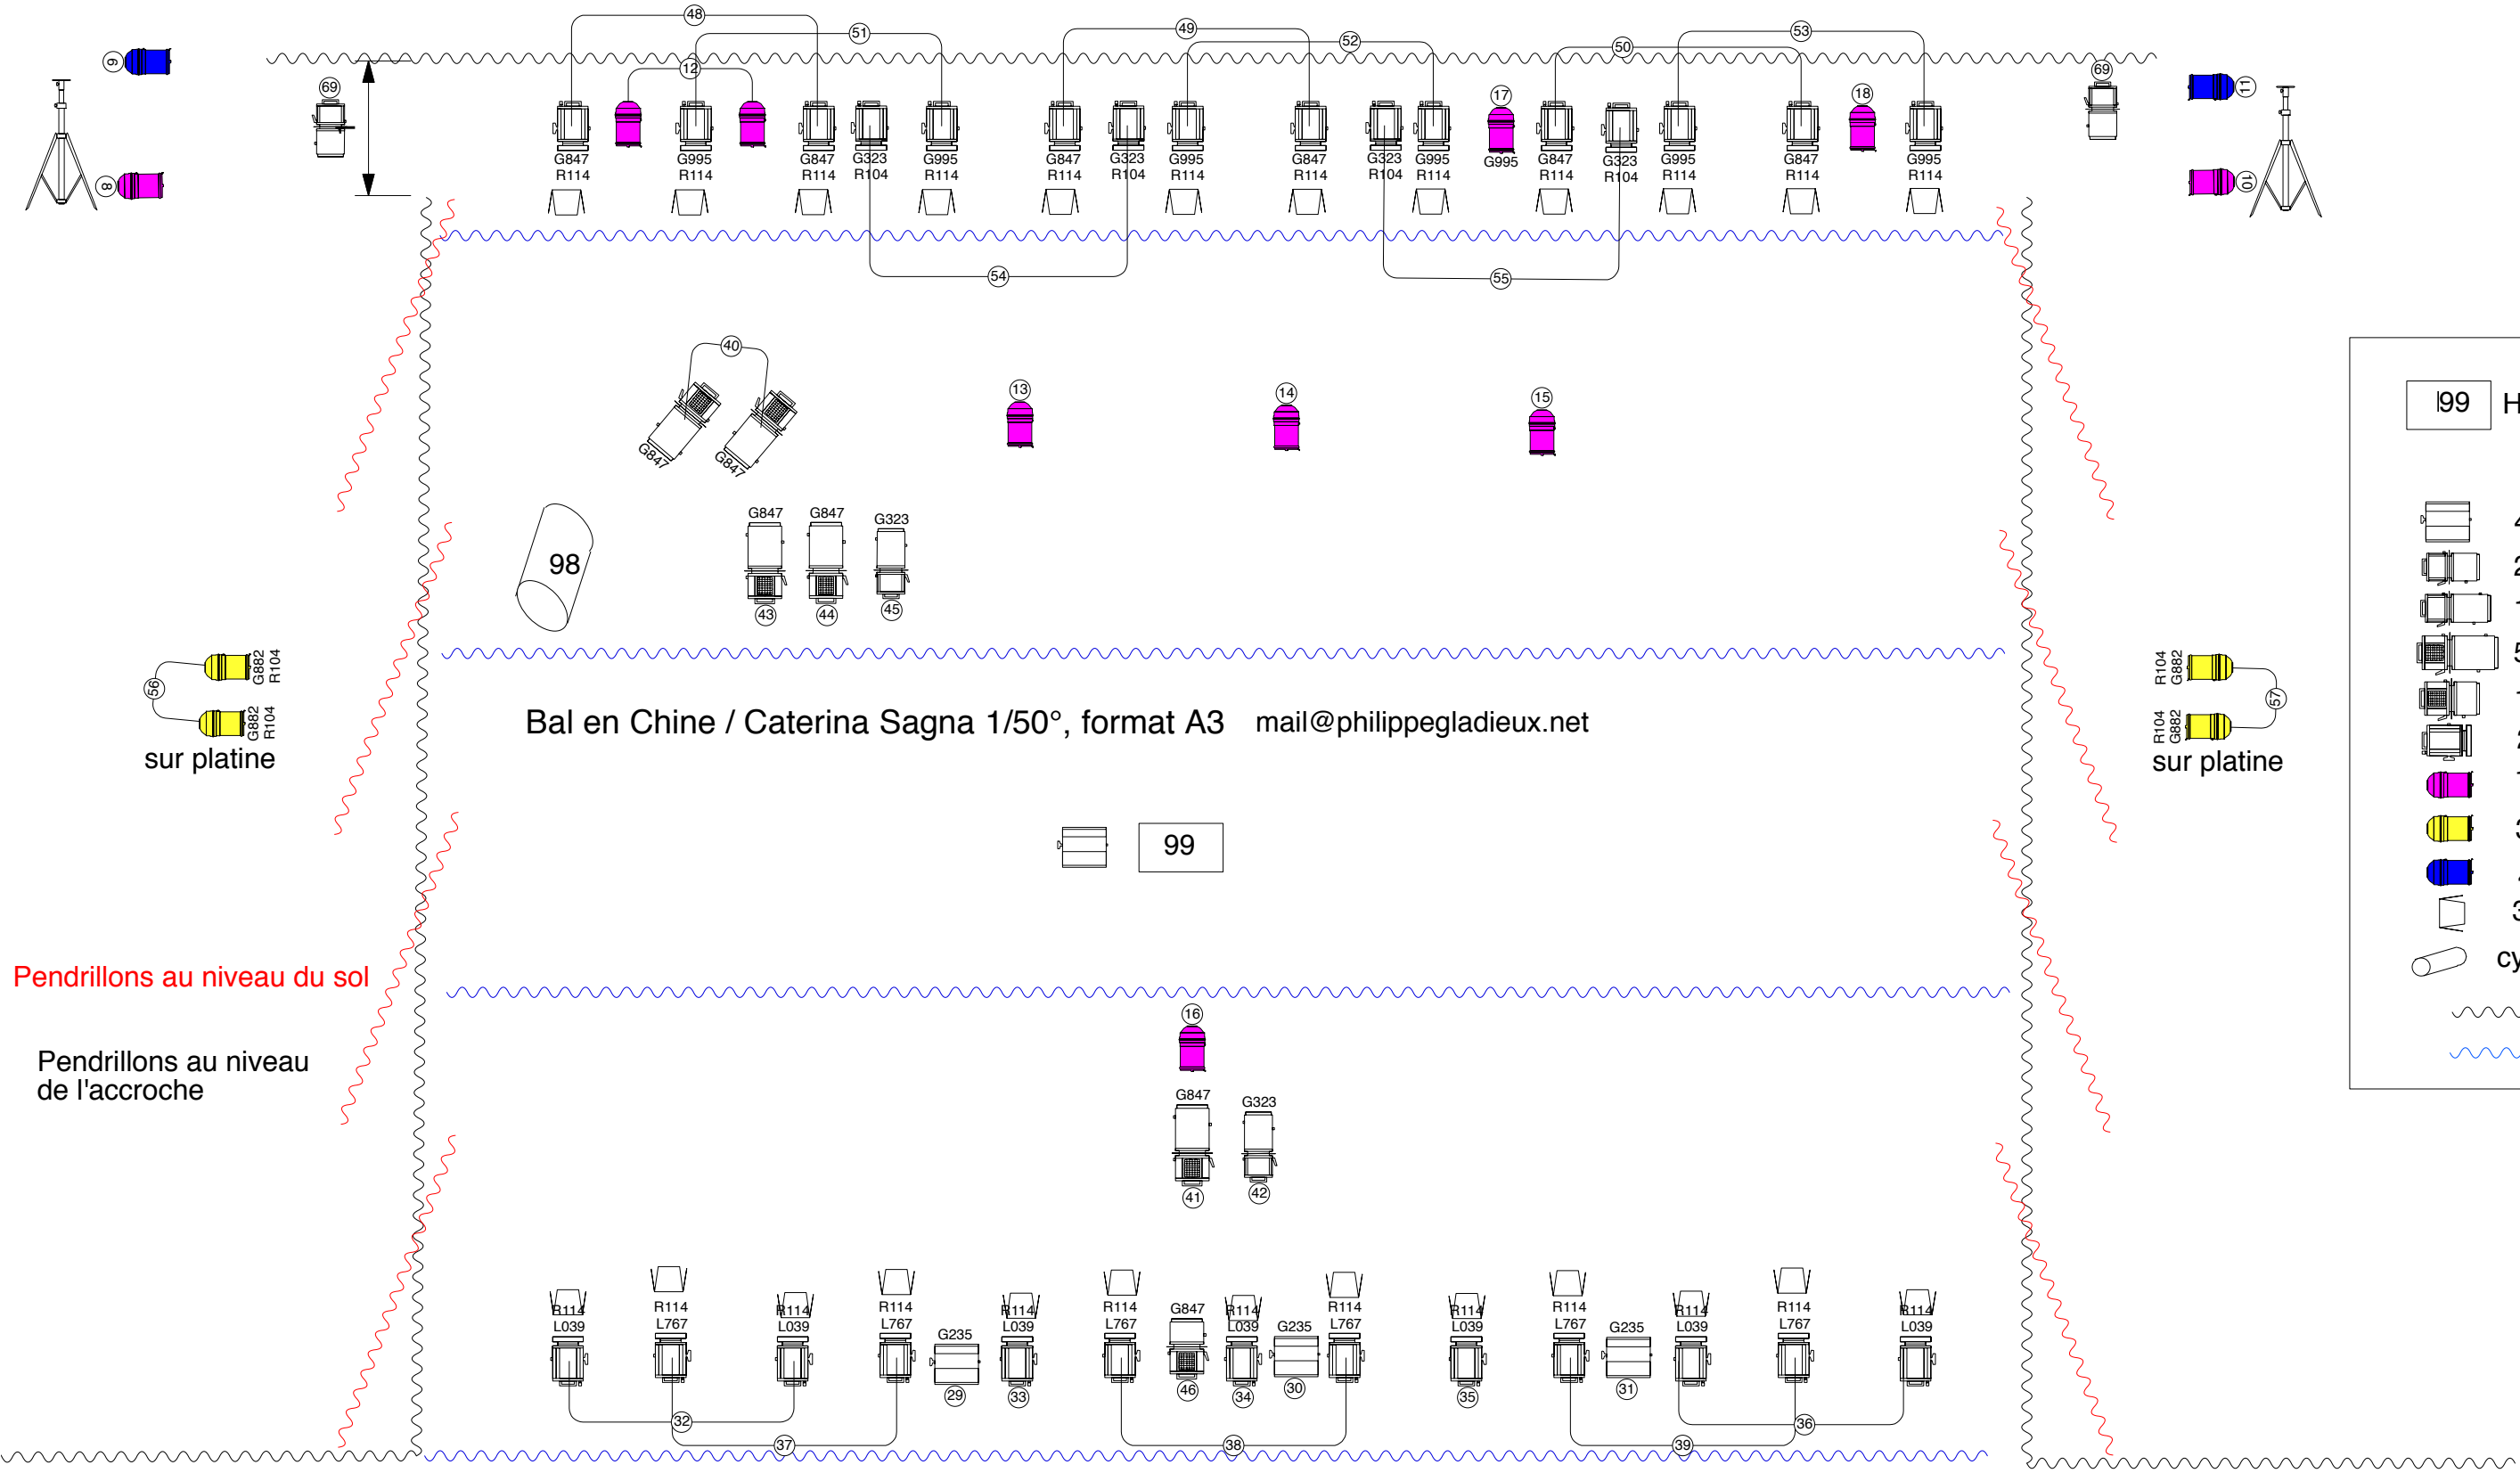 48
51
49
52
50
53
6
12
69
17
18
69
11
8
10
G847 G995 G847 G323 G995 G847 G323 G995 G847 G323 G995 G995 G847 G323 G995 G847 G995
R114 R114 R114 R104 R114 R114 R104 R114 R114 R104 R114 R114 R104 R114 R114 R114
54
55
40
13
14
15
G847
G847
99 H
G847 G847 G323
98
43 44 45
56
G882
R104
G882
R104
sur platine
R104
G882
R104
G882
57
sur platine
Bal en Chine / Caterina Sagna 1/50°, format A3 mail@philippegladieux.net
99
Pendrillons au niveau du sol
Pendrillons au niveau
de l'accroche
16
G847 G323
41 42
R114 R114 R114 R114 R114 R114 G847 R114 R114 R114 R114 R114 R114 R114
L039 L767 L039 L767 G235 L039 L767 L039 G235 L767 L039 L767 G235 L039 L767 L039
29 33 46 34 30 35 31
32
36
37
38
39
cy